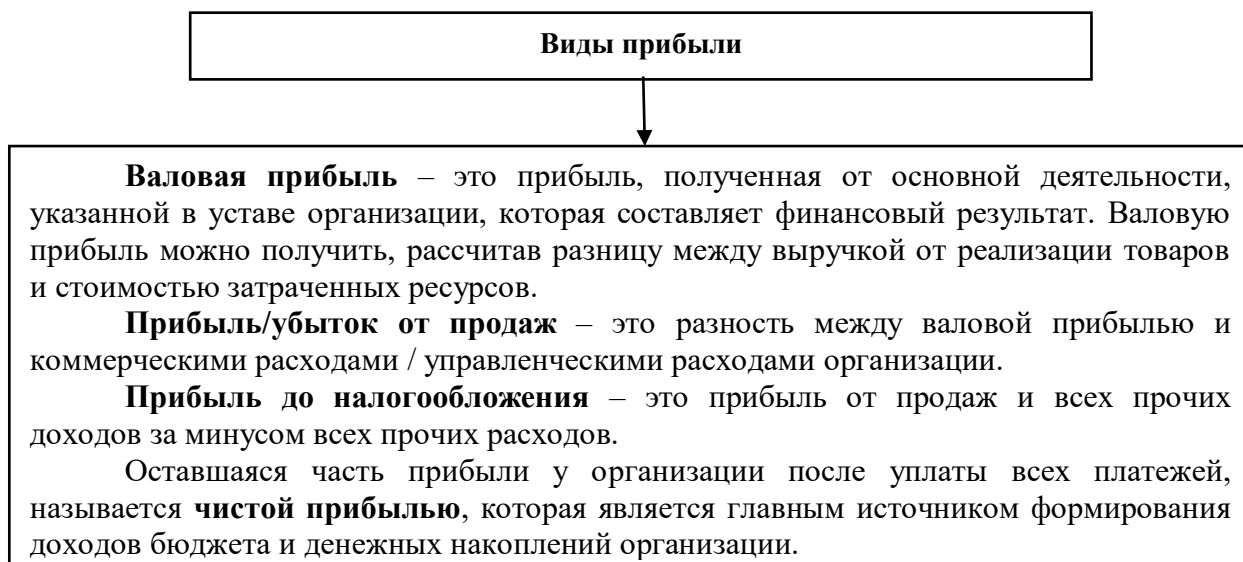 Виды прибыли
Валовая прибыль – это прибыль, полученная от основной деятельности,
указанной в уставе организации, которая составляет финансовый результат. Валовую
прибыль можно получить, рассчитав разницу между выручкой от реализации товаров
и стоимостью затраченных ресурсов.
Прибыль/убыток от продаж – это разность между валовой прибылью и
коммерческими расходами / управленческими расходами организации.
Прибыль до налогообложения – это прибыль от продаж и всех прочих
доходов за минусом всех прочих расходов.
Оставшаяся часть прибыли у организации после уплаты всех платежей,
называется чистой прибылью, которая является главным источником формирования
доходов бюджета и денежных накоплений организации.